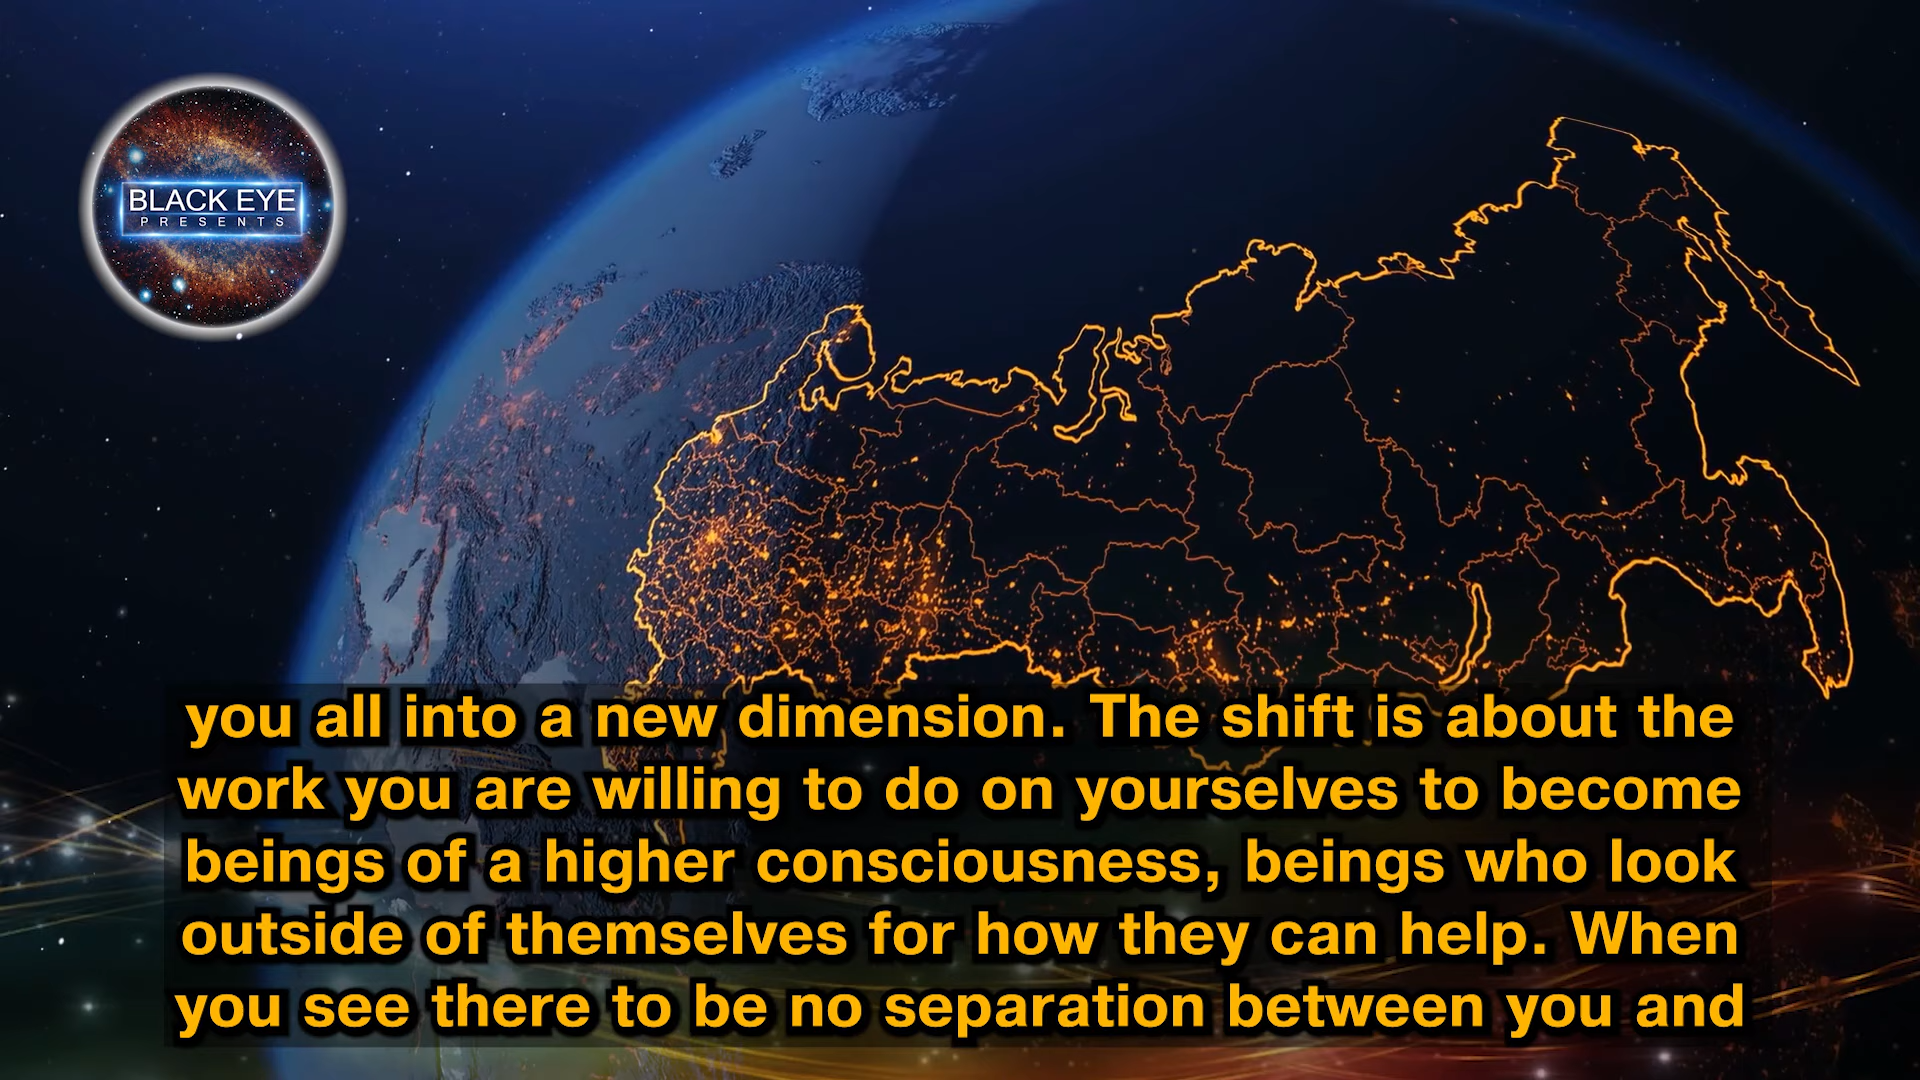 BLACK EYE
PRESENTS
you all into a new dimension. The shift is about the
work you are willing to do on yourselves to become
beings of a higher consciousness, beings who look
outside of themselves for how they can help. When
you see there to be no separation between you and